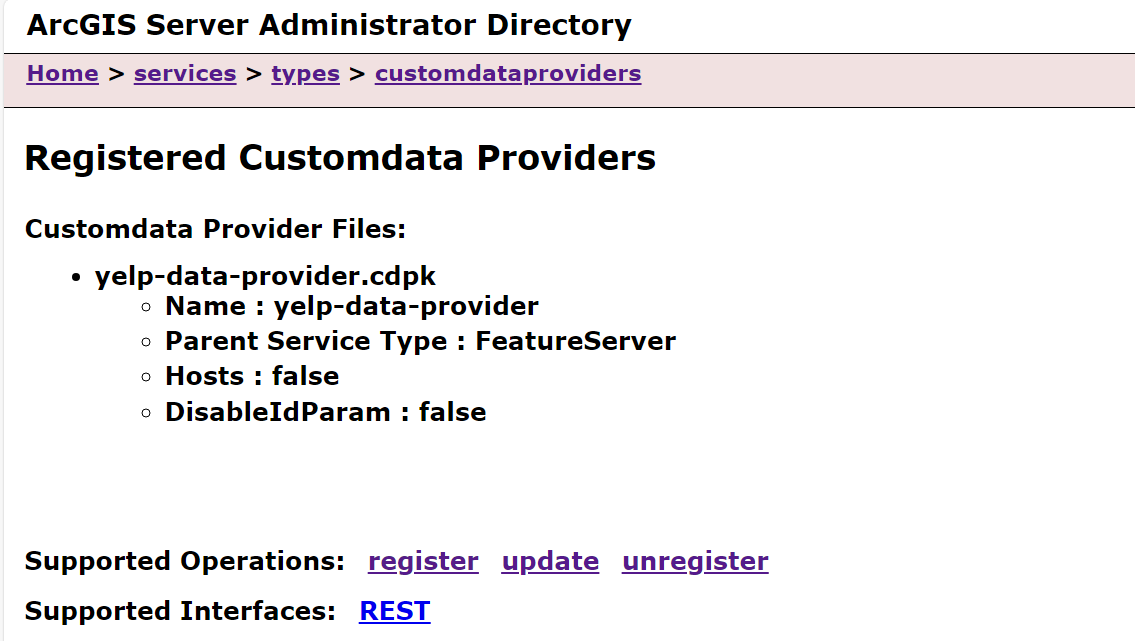 ArcGIS Server Administrator Directory
Home > services > types > customdataproviders
Registered Customdata Providers
Customdata Provider Files:
yelp-data-provider.cdpk
Name : yelp-data-provider
Parent Service Type : FeatureServer
Hosts : false
DisableIdParam : false
Supported Operations: register update unregister
Supported Interfaces: REST